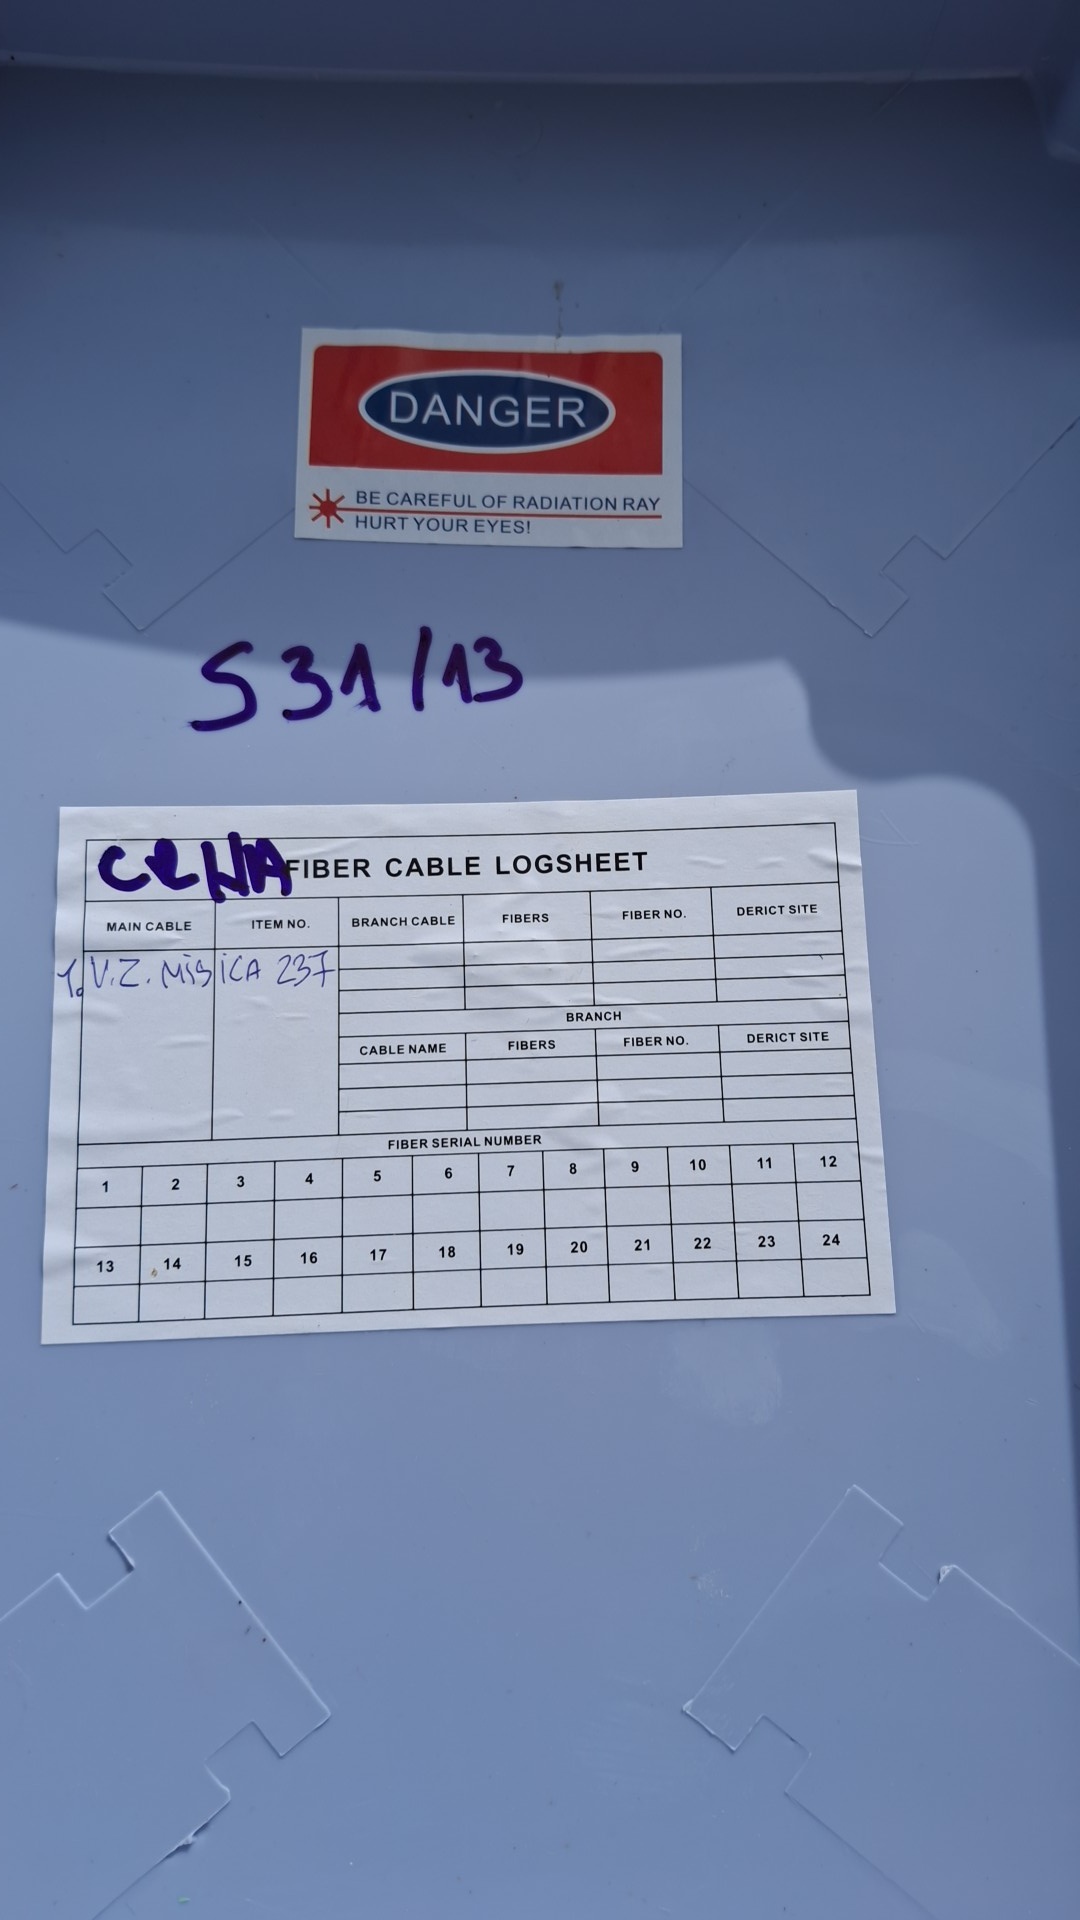 DANGER
BE CAREFUL OF RADIATION RAY
HURT YOUR EYES!
S31/13
CRNA FIBER CABLE LOGSHEET
MAIN CABLE ITEM NO. BRANCH CABLE FIBERS FIBER NO. DERICT SITE
1. V.Z. MIŠICA 237
BRANCH
CABLE NAME FIBERS FIBER NO. DERICT SITE
FIBER SERIAL NUMBER
1 2 3 4 5 6 7 8 9 10 11 12
13 14 15 16 17 18 19 20 21 22 23 24